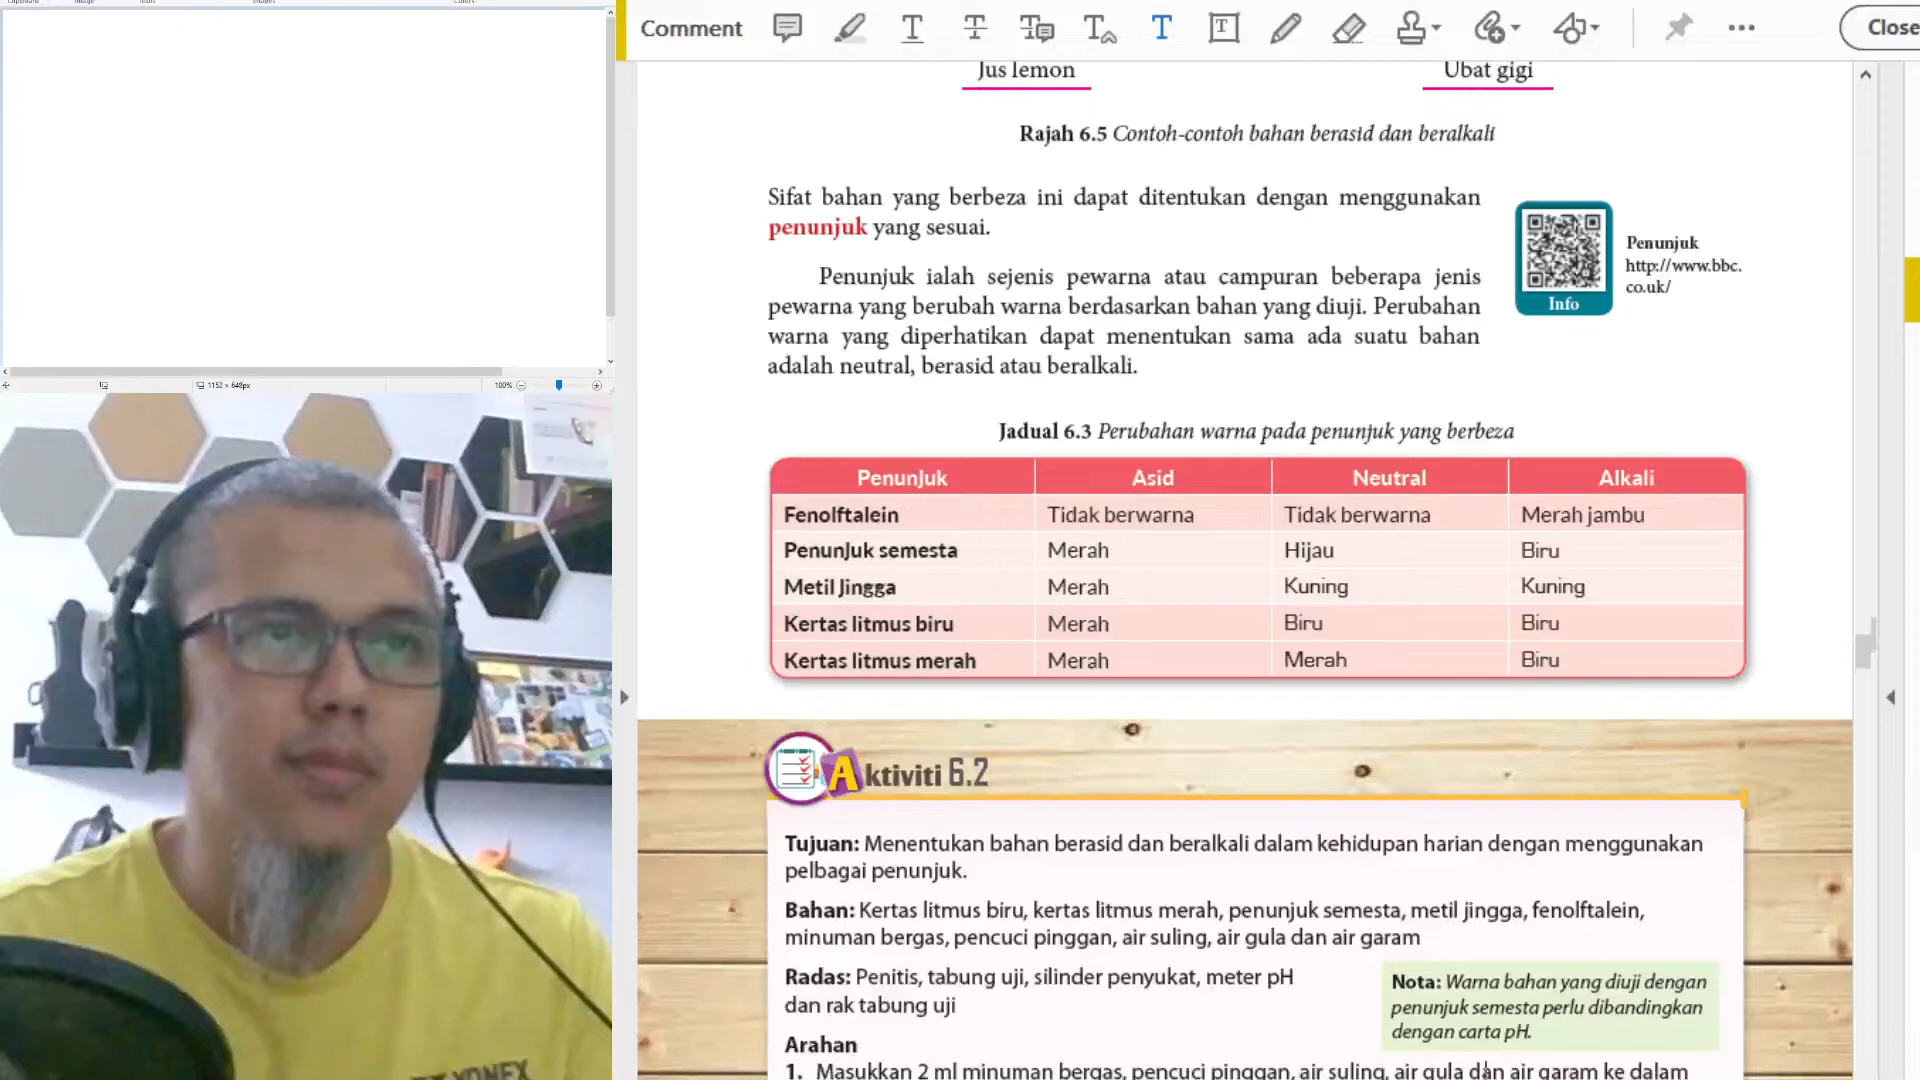 Clipboard
Image
Tools
Shapes
Colors
1152 × 648px
100%
Comment
Close
Jus lemon
Ubat gigi
Rajah 6.5 Contoh-contoh bahan berasid dan beralkali
Sifat bahan yang berbeza ini dapat ditentukan dengan menggunakan
penunjuk yang sesuai.
Penunjuk ialah sejenis pewarna atau campuran beberapa jenis
pewarna yang berubah warna berdasarkan bahan yang diuji. Perubahan
warna yang diperhatikan dapat menentukan sama ada suatu bahan
adalah neutral, berasid atau beralkali.
Info
Penunjuk
http://www.bbc.
co.uk/
Jadual 6.3 Perubahan warna pada penunjuk yang berbeza
Penunjuk Asid Neutral Alkali
Fenolftalein Tidak berwarna Tidak berwarna Merah jambu
Penunjuk semesta Merah Hijau Biru
Metil Jingga Merah Kuning Kuning
Kertas litmus biru Merah Biru Biru
Kertas litmus merah Merah Merah Biru
Aktiviti 6.2
Tujuan: Menentukan bahan berasid dan beralkali dalam kehidupan harian dengan menggunakan
pelbagai penunjuk.
Bahan: Kertas litmus biru, kertas litmus merah, penunjuk semesta, metil jingga, fenolftalein,
minuman bergas, pencuci pinggan, air suling, air gula dan air garam
Radas: Penitis, tabung uji, silinder penyukat, meter pH
dan rak tabung uji
Nota: Warna bahan yang diuji dengan
penunjuk semesta perlu dibandingkan
dengan carta pH.
Arahan
1. Masukkan 2 ml minuman bergas, pencuci pinggan, air suling, air gula dan air garam ke dalam
YONEX